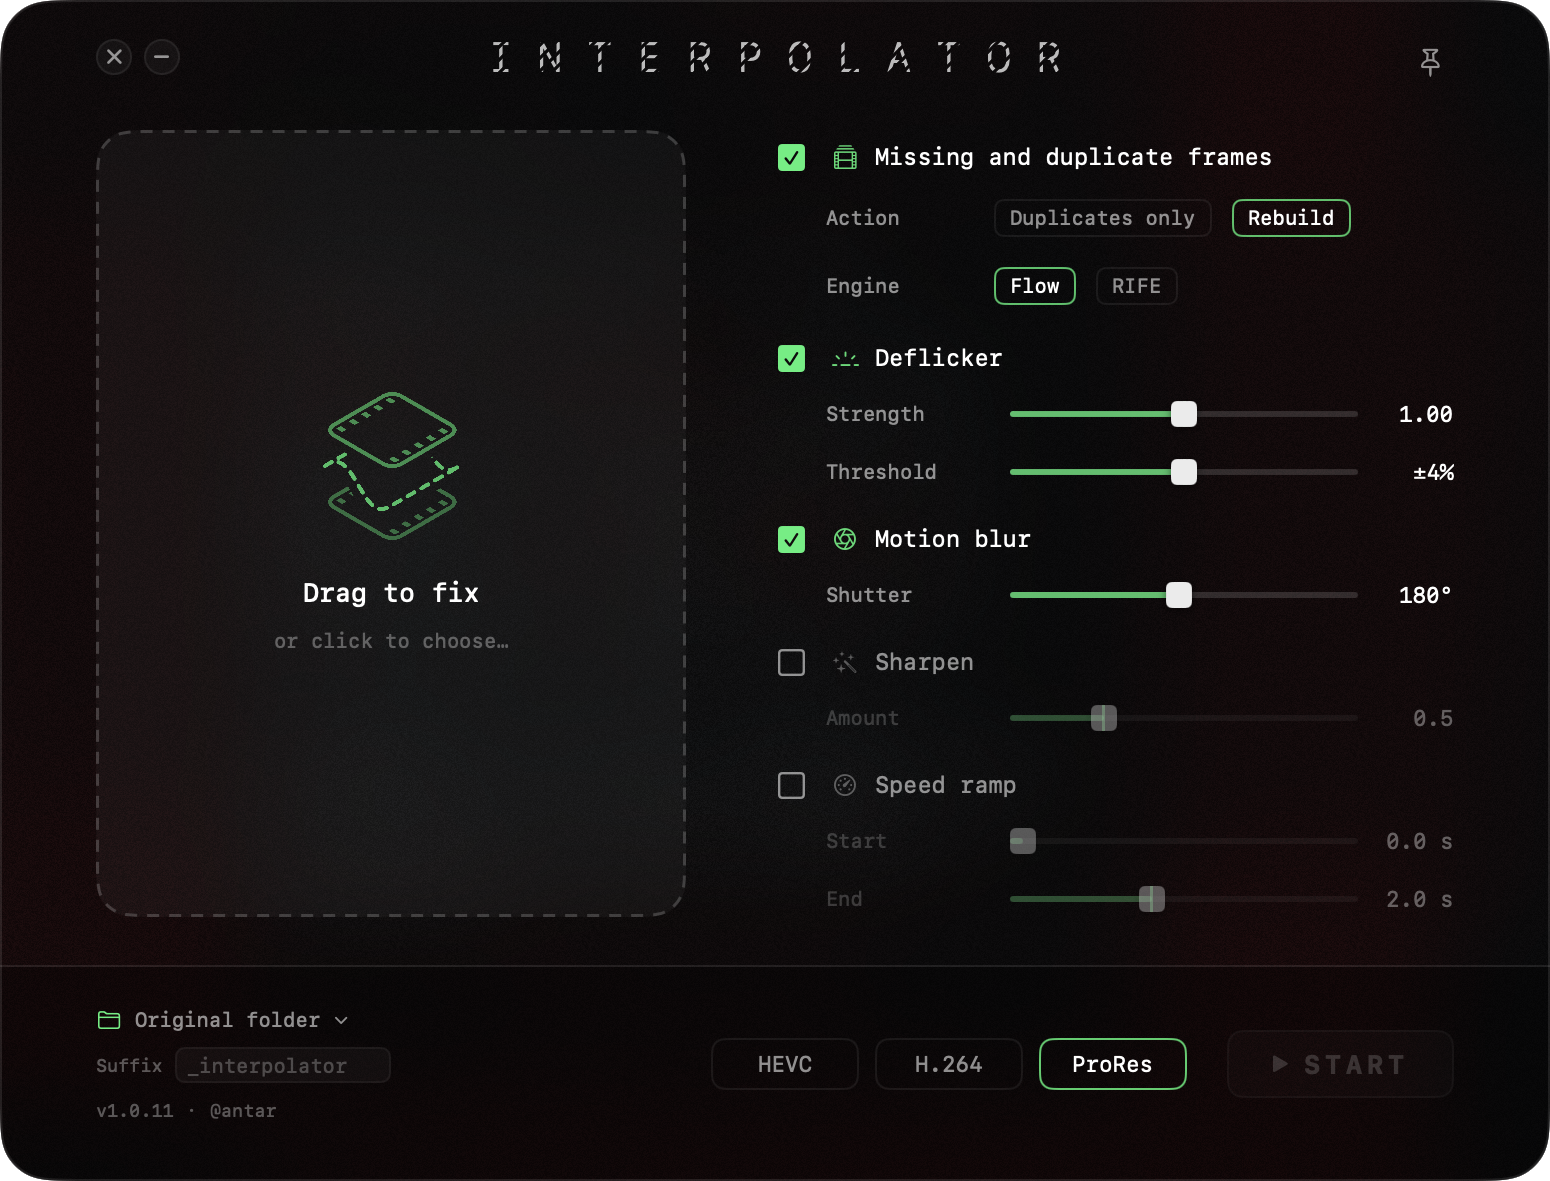 INTERPOLATOR
Drag to fix
or click to choose…
Missing and duplicate frames
Action Duplicates only Rebuild
Engine Flow RIFE
Deflicker
Strength 1.00
Threshold ±4%
Motion blur
Shutter 180°
Sharpen
Amount 0.5
Speed ramp
Start 0.0 s
End 2.0 s
Original folder
Suffix _interpolator
v1.0.11 · @antar
HEVC H.264 ProRes START